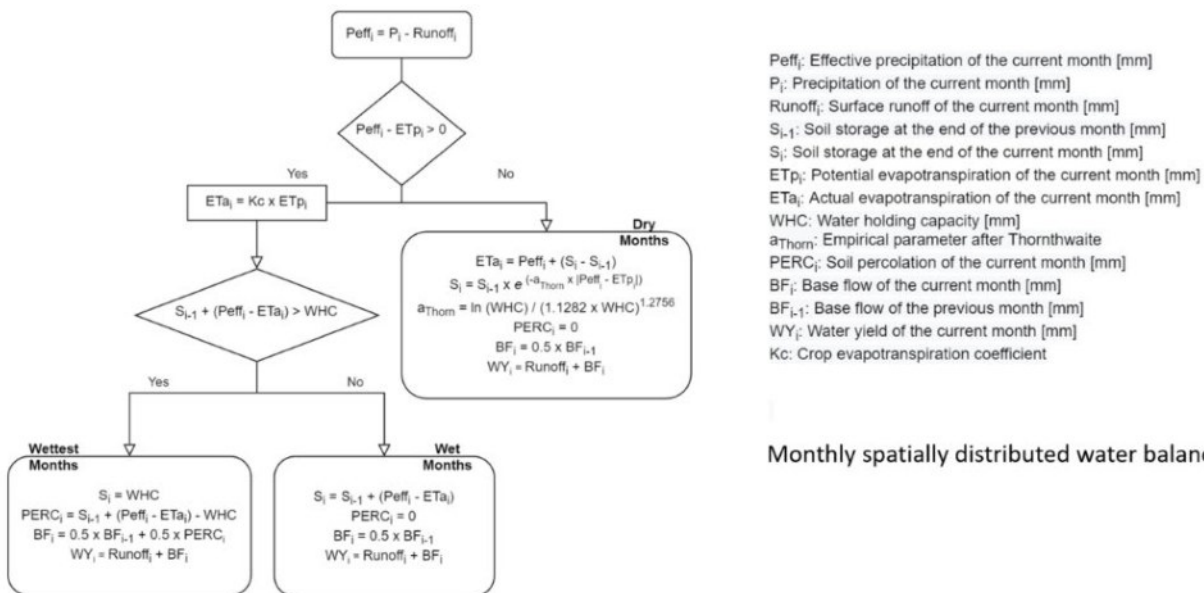 Peffᵢ = Pᵢ - Runoffᵢ
Peffᵢ - ETpᵢ > 0
Yes
No
ETaᵢ = Kc x ETpᵢ
Dry
Months
ETaᵢ = Peffᵢ + (Sᵢ - Sᵢ₋₁)
Sᵢ = Sᵢ₋₁ x e (-aThorn x |Peffᵢ - ETpᵢ|)
aThorn = ln (WHC) / (1.1282 x WHC)1.2756
PERCᵢ = 0
BFᵢ = 0.5 x BFᵢ₋₁
WYᵢ = Runoffᵢ + BFᵢ
Sᵢ₋₁ + (Peffᵢ - ETaᵢ) > WHC
Yes
No
Wettest
Months
Sᵢ = WHC
PERCᵢ = Sᵢ₋₁ + (Peffᵢ - ETaᵢ) - WHC
BFᵢ = 0.5 x BFᵢ₋₁ + 0.5 x PERCᵢ
WYᵢ = Runoffᵢ + BFᵢ
Wet
Months
Sᵢ = Sᵢ₋₁ + (Peffᵢ - ETaᵢ)
PERCᵢ = 0
BFᵢ = 0.5 x BFᵢ₋₁
WYᵢ = Runoffᵢ + BFᵢ
Peffᵢ: Effective precipitation of the current month [mm]
Pᵢ: Precipitation of the current month [mm]
Runoffᵢ: Surface runoff of the current month [mm]
Sᵢ₋₁: Soil storage at the end of the previous month [mm]
Sᵢ: Soil storage at the end of the current month [mm]
ETpᵢ: Potential evapotranspiration of the current month [mm]
ETaᵢ: Actual evapotranspiration of the current month [mm]
WHC: Water holding capacity [mm]
aThorn: Empirical parameter after Thornthwaite
PERCᵢ: Soil percolation of the current month [mm]
BFᵢ: Base flow of the current month [mm]
BFᵢ₋₁: Base flow of the previous month [mm]
WYᵢ: Water yield of the current month [mm]
Kc: Crop evapotranspiration coefficient
Monthly spatially distributed water balan